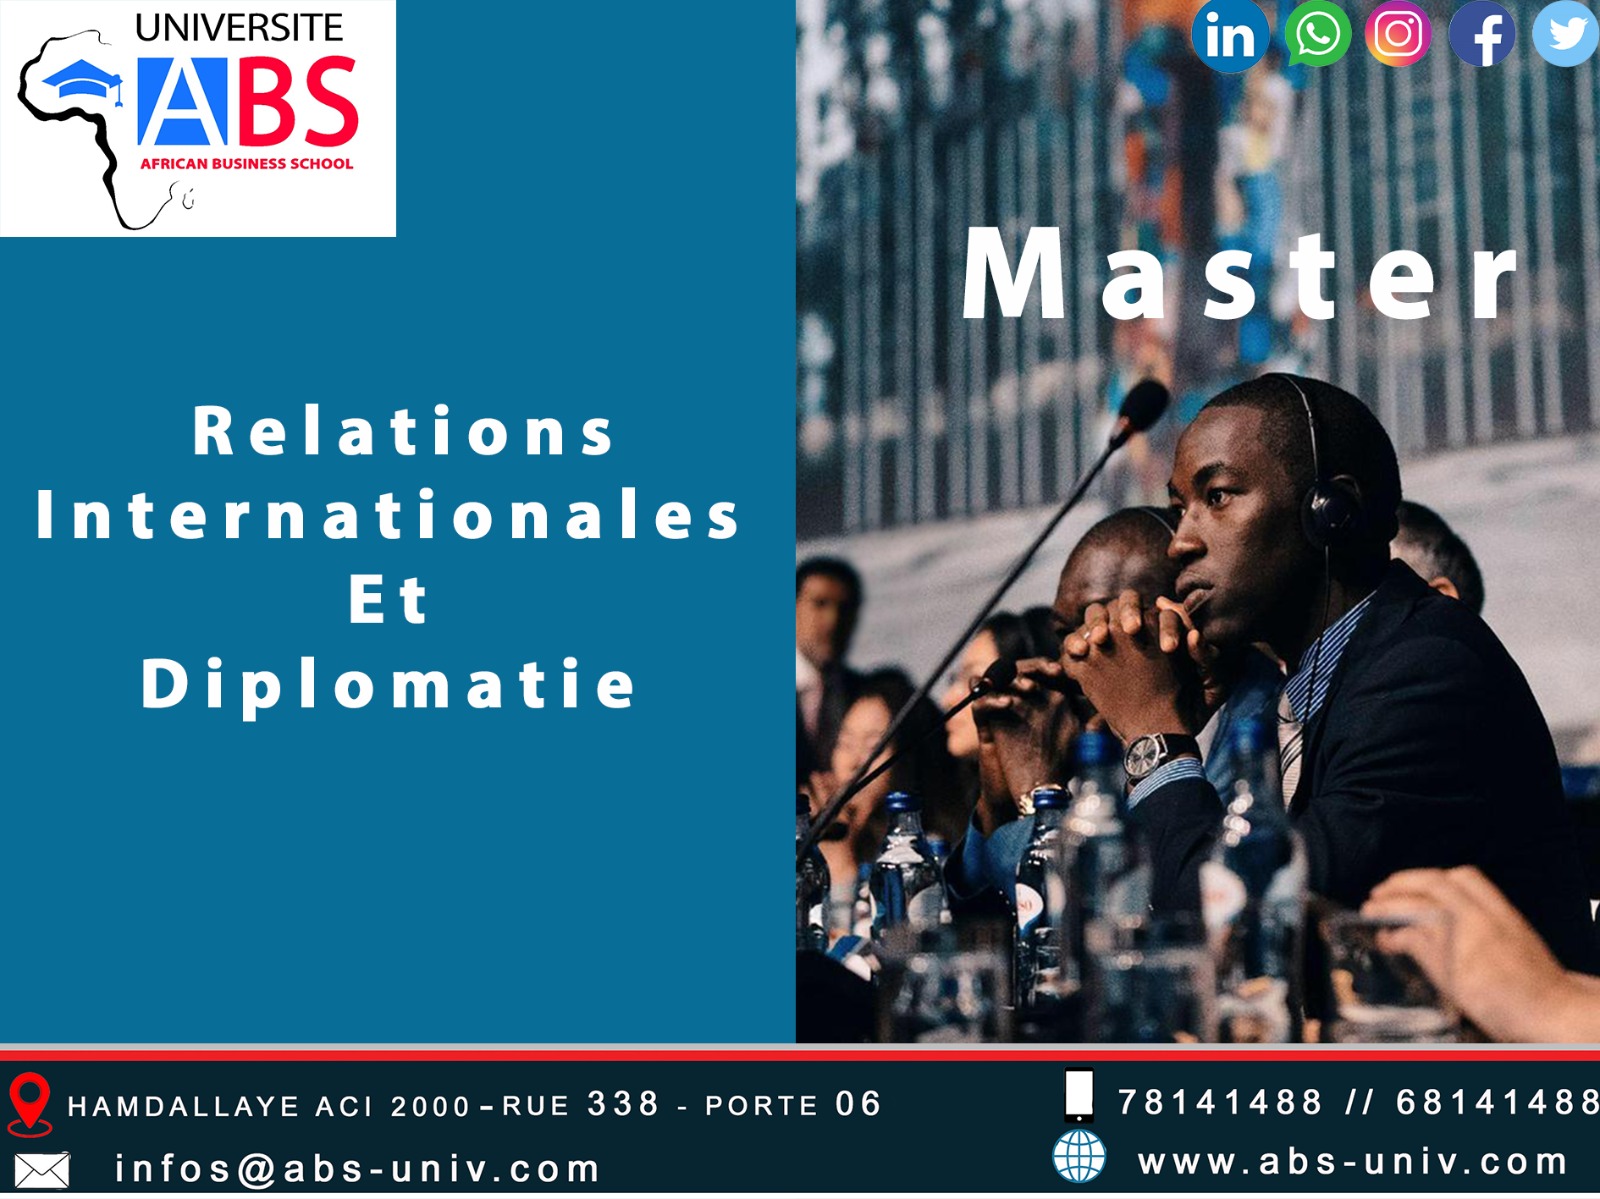 UNIVERSITE
ABS
AFRICAN BUSINESS SCHOOL
in
f
Master
Relations
Internationales
Et
Diplomatie
HAMDALLAYE ACI 2000 - RUE 338 - PORTE 06
78141488 // 68141488
infos@abs-univ.com
www.abs-univ.com